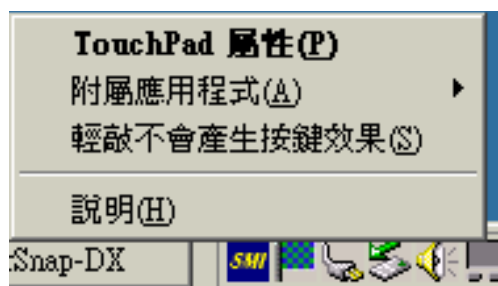 TouchPad 屬性(P)
附屬應用程式(A)
輕敲不會產生按鍵效果(S)
說明(H)
Snap-DX
SMI